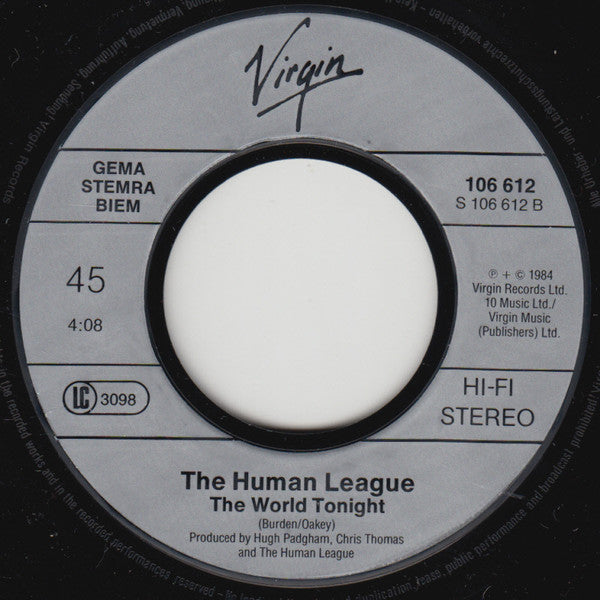 Virgin
GEMA
STEMRA
BIEM
106 612
S 106 612 B
45
4:08
℗ + © 1984
Virgin Records Ltd.
10 Music Ltd./
Virgin Music
(Publishers) Ltd.
LC 3098
HI-FI
STEREO
The Human League
The World Tonight
(Burden/Oakey)
Produced by Hugh Padgham, Chris Thomas
and The Human League